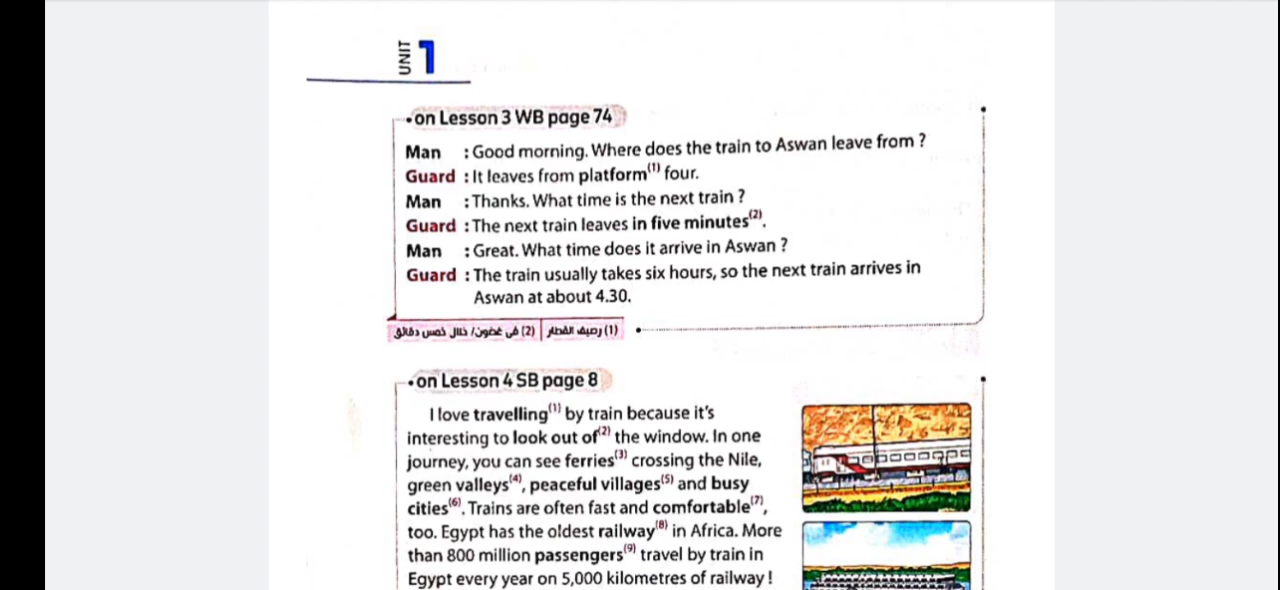 UNIT 1
• on Lesson 3 WB page 74
Man : Good morning. Where does the train to Aswan leave from ?
Guard : It leaves from platform(1) four.
Man : Thanks. What time is the next train ?
Guard : The next train leaves in five minutes(2).
Man : Great. What time does it arrive in Aswan ?
Guard : The train usually takes six hours, so the next train arrives in
Aswan at about 4.30.
(1) رصيف القطار (2) في غضون/ خلال خمس دقائق
• on Lesson 4 SB page 8
I love travelling(1) by train because it's
interesting to look out of(2) the window. In one
journey, you can see ferries(3) crossing the Nile,
green valleys(4), peaceful villages(5) and busy
cities(6). Trains are often fast and comfortable(7),
too. Egypt has the oldest railway(8) in Africa. More
than 800 million passengers(9) travel by train in
Egypt every year on 5,000 kilometres of railway !